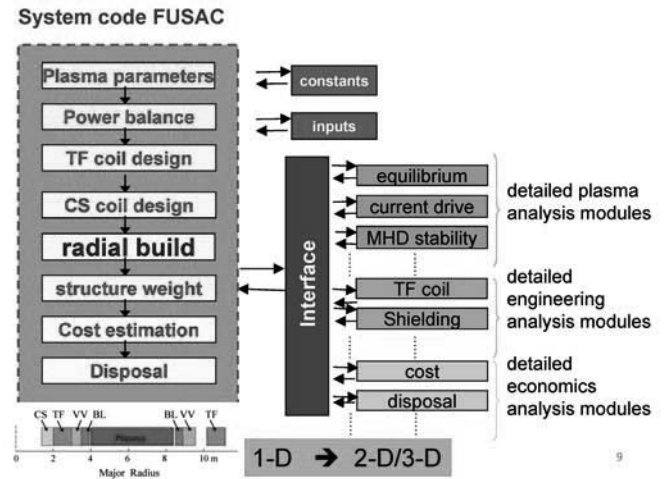 System code FUSAC
Plasma parameters
Power balance
TF coil design
CS coil design
radial build
structure weight
Cost estimation
Disposal
constants
inputs
Interface
equilibrium
current drive
MHD stability
detailed plasma
analysis modules
TF coil
Shielding
detailed
engineering
analysis modules
cost
disposal
detailed
economics
analysis modules
CS TF VV BL BL VV TF
Plasma
0 2 4 6 8 10 m
Major Radius
1-D ➔ 2-D/3-D
9